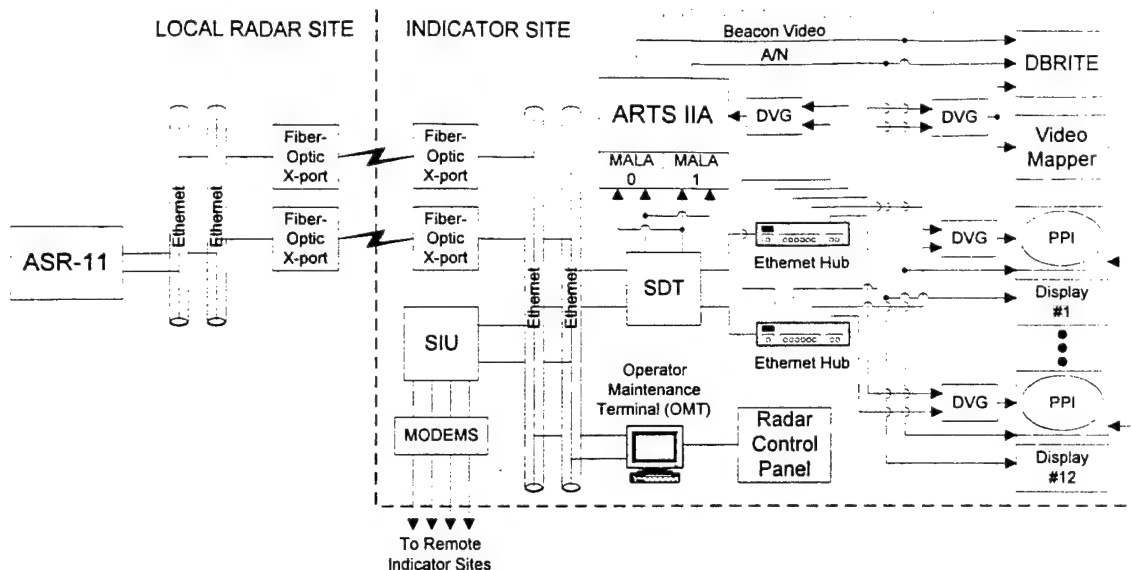 LOCAL RADAR SITE
INDICATOR SITE
Beacon Video
A/N
DBRITE
ARTS IIA
DVG
DVG
Video
Mapper
Fiber-
Optic
X-port
Fiber-
Optic
X-port
MALA
0
MALA
1
Ethernet
Ethernet
Fiber-
Optic
X-port
Fiber-
Optic
X-port
ASR-11
Ethernet Hub
DVG
PPI
Ethernet
Ethernet
SDT
Display
#1
SIU
Ethernet Hub
Operator
Maintenance
Terminal (OMT)
DVG
PPI
MODEMS
Radar
Control
Panel
Display
#12
To Remote
Indicator Sites